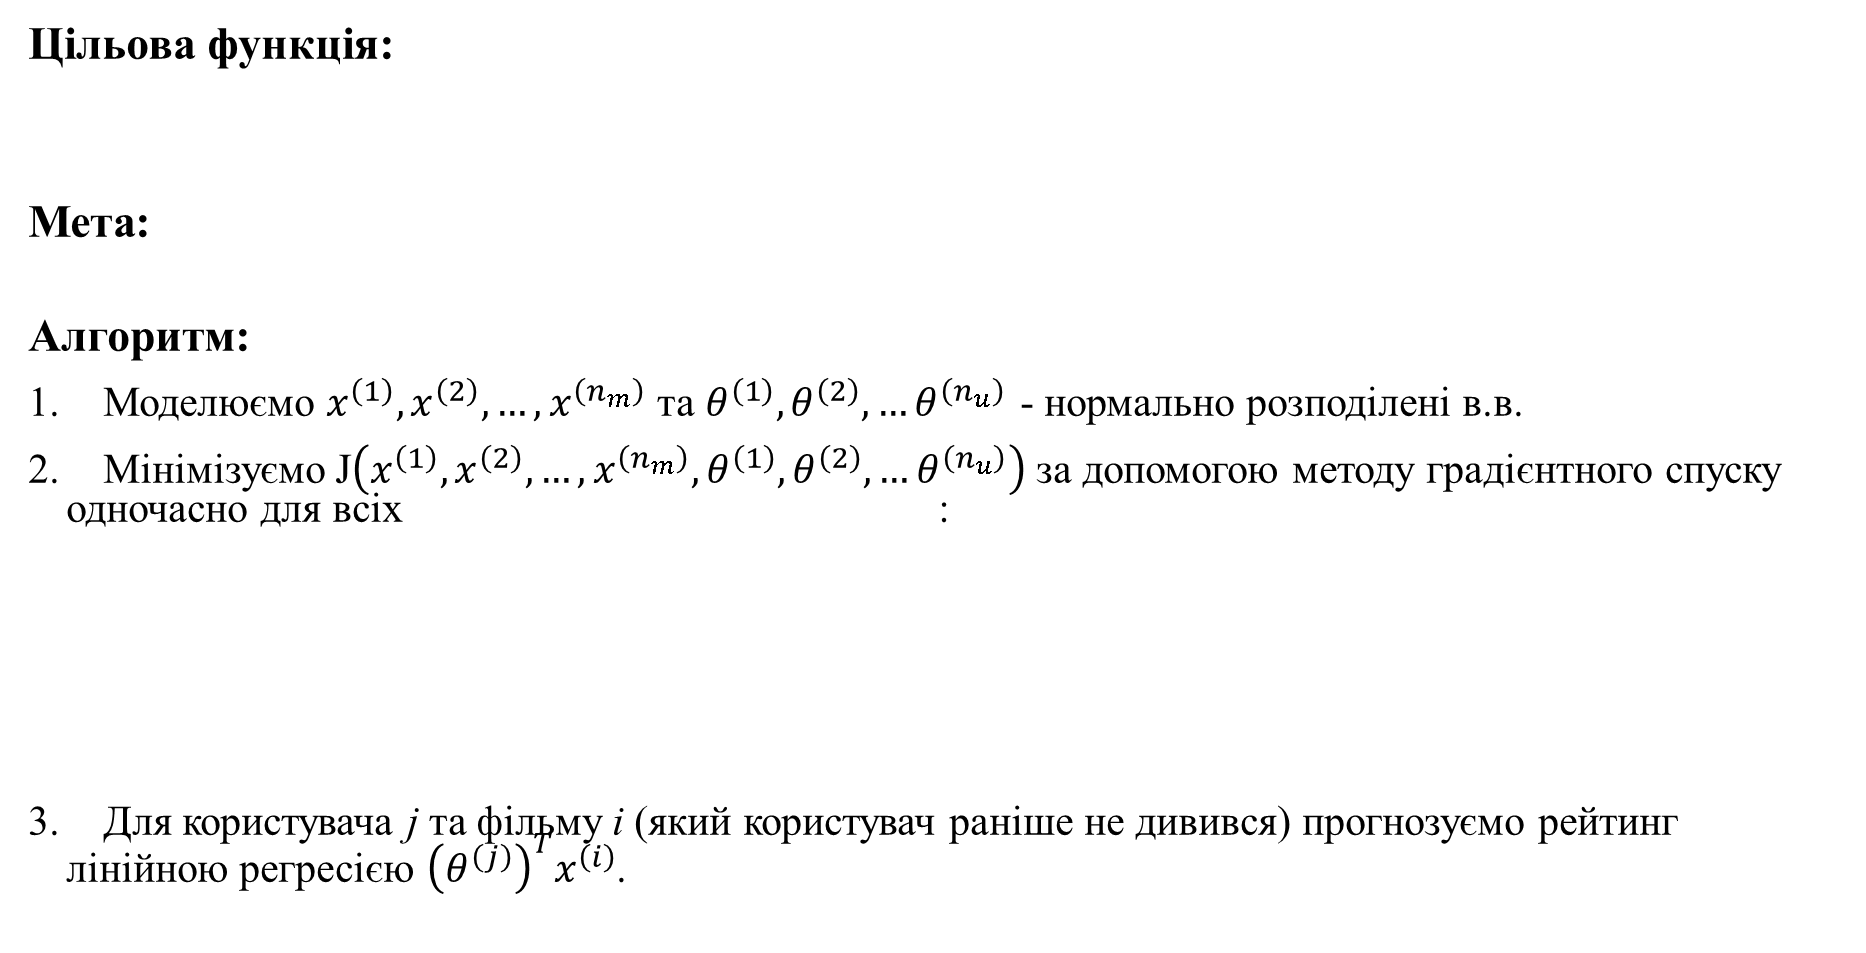 Цільова функція:
Мета:
Алгоритм:
1. Моделюємо x^(1), x^(2), …, x^(n_m) та θ^(1), θ^(2), … θ^(n_u) - нормально розподілені в.в.
2. Мінімізуємо J(x^(1), x^(2), …, x^(n_m), θ^(1), θ^(2), … θ^(n_u)) за допомогою методу градієнтного спуску
одночасно для всіх :
3. Для користувача j та фільму i (який користувач раніше не дивився) прогнозуємо рейтинг
лінійною регресією (θ^(j))^T x^(i).